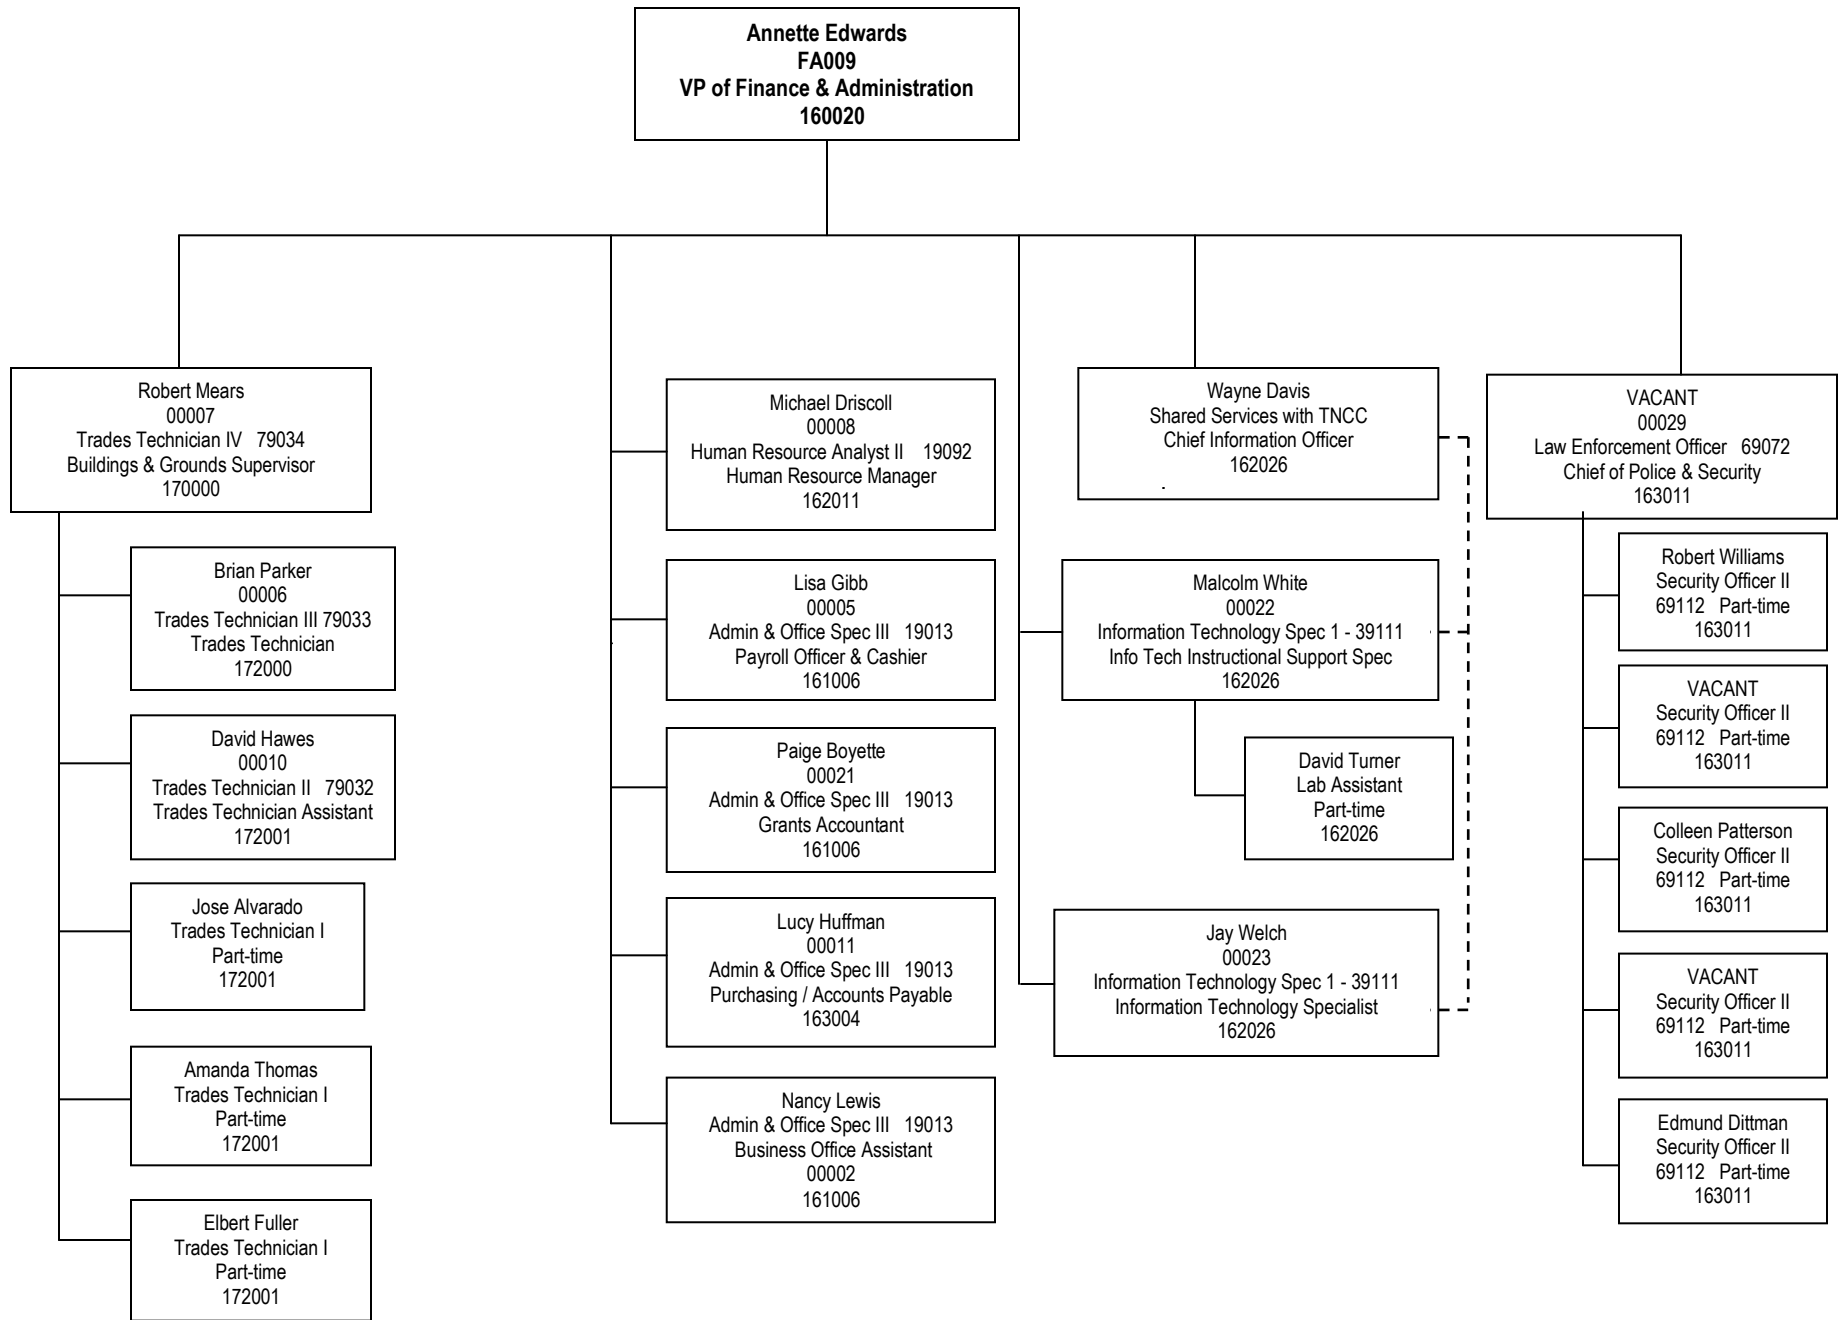 Annette Edwards
FA009
VP of Finance & Administration
160020
Robert Mears
00007
Trades Technician IV 79034
Buildings & Grounds Supervisor
170000
Brian Parker
00006
Trades Technician III 79033
Trades Technician
172000
David Hawes
00010
Trades Technician II 79032
Trades Technician Assistant
172001
Jose Alvarado
Trades Technician I
Part-time
172001
Amanda Thomas
Trades Technician I
Part-time
172001
Elbert Fuller
Trades Technician I
Part-time
172001
Michael Driscoll
00008
Human Resource Analyst II 19092
Human Resource Manager
162011
Lisa Gibb
00005
Admin & Office Spec III 19013
Payroll Officer & Cashier
161006
Paige Boyette
00021
Admin & Office Spec III 19013
Grants Accountant
161006
Lucy Huffman
00011
Admin & Office Spec III 19013
Purchasing / Accounts Payable
163004
Nancy Lewis
Admin & Office Spec III 19013
Business Office Assistant
00002
161006
Wayne Davis
Shared Services with TNCC
Chief Information Officer
162026
.
Malcolm White
00022
Information Technology Spec 1 - 39111
Info Tech Instructional Support Spec
162026
David Turner
Lab Assistant
Part-time
162026
Jay Welch
00023
Information Technology Spec 1 - 39111
Information Technology Specialist
162026
VACANT
00029
Law Enforcement Officer 69072
Chief of Police & Security
163011
Robert Williams
Security Officer II
69112 Part-time
163011
VACANT
Security Officer II
69112 Part-time
163011
Colleen Patterson
Security Officer II
69112 Part-time
163011
VACANT
Security Officer II
69112 Part-time
163011
Edmund Dittman
Security Officer II
69112 Part-time
163011